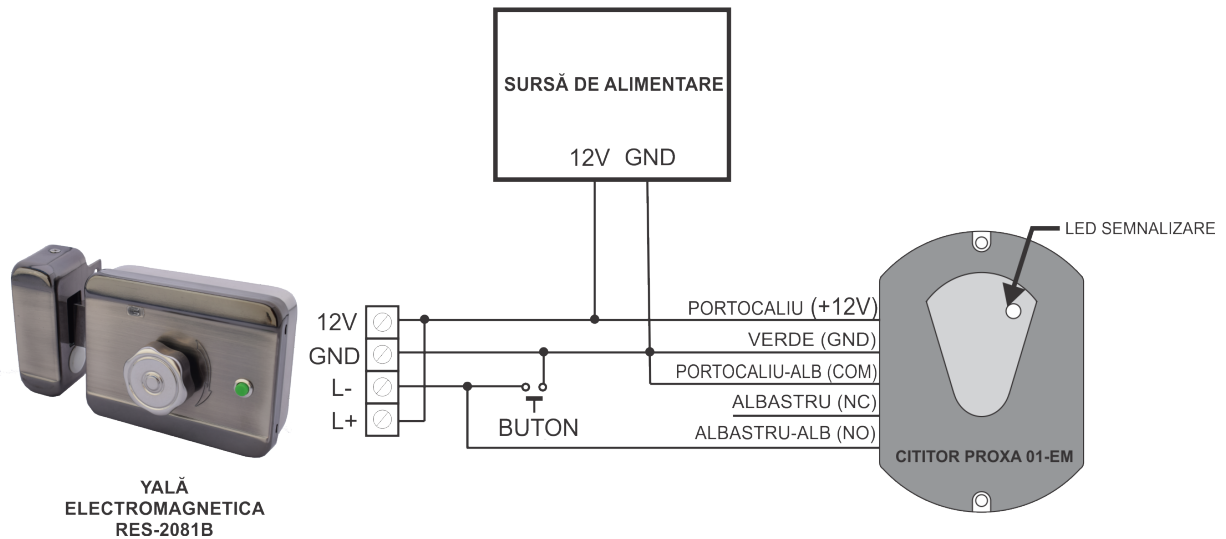 SURSĂ DE ALIMENTARE
12V GND
LED SEMNALIZARE
PORTOCALIU (+12V)
VERDE (GND)
PORTOCALIU-ALB (COM)
ALBASTRU (NC)
ALBASTRU-ALB (NO)
12V
GND
L-
L+
BUTON
CITITOR PROXA 01-EM
YALĂ
ELECTROMAGNETICA
RES-2081B